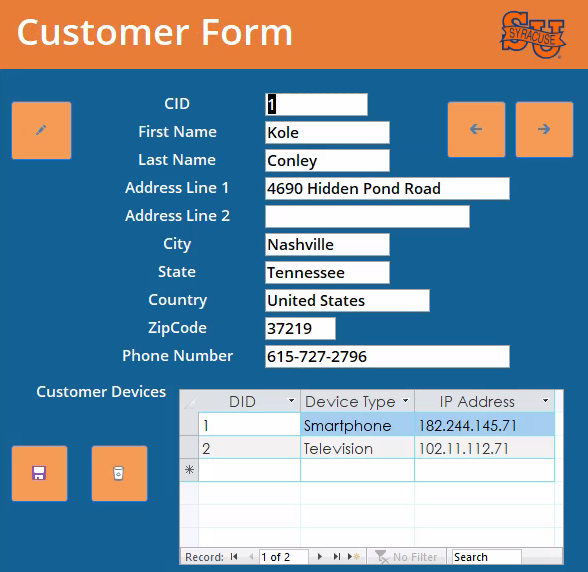 Customer Form
SU
SYRACUSE
CID 1
First Name Kole
Last Name Conley
Address Line 1 4690 Hidden Pond Road
Address Line 2
City Nashville
State Tennessee
Country United States
ZipCode 37219
Phone Number 615-727-2796
Customer Devices
DID Device Type IP Address
1 Smartphone 182.244.145.71
2 Television 102.11.112.71
Record: 1 of 2 No Filter Search